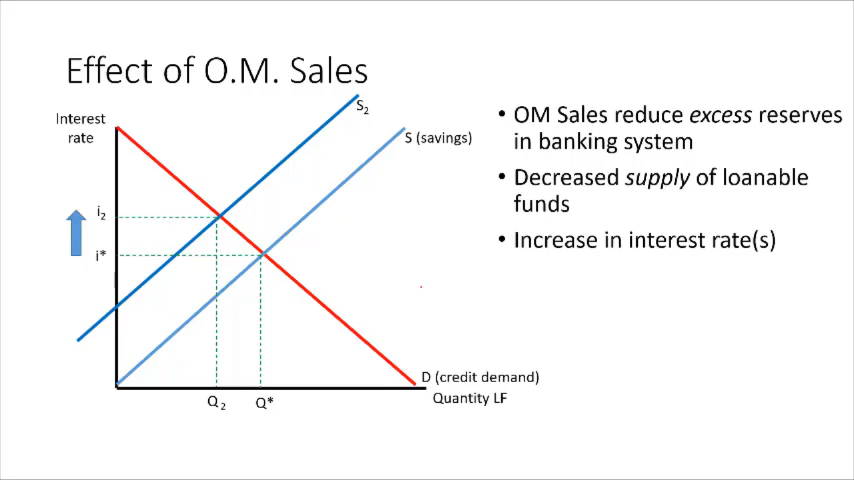 Effect of O.M. Sales
Interest
rate
S₂
S (savings)
i₂
i*
D (credit demand)
Q₂
Q*
Quantity LF
• OM Sales reduce excess reserves
in banking system
• Decreased supply of loanable
funds
• Increase in interest rate(s)